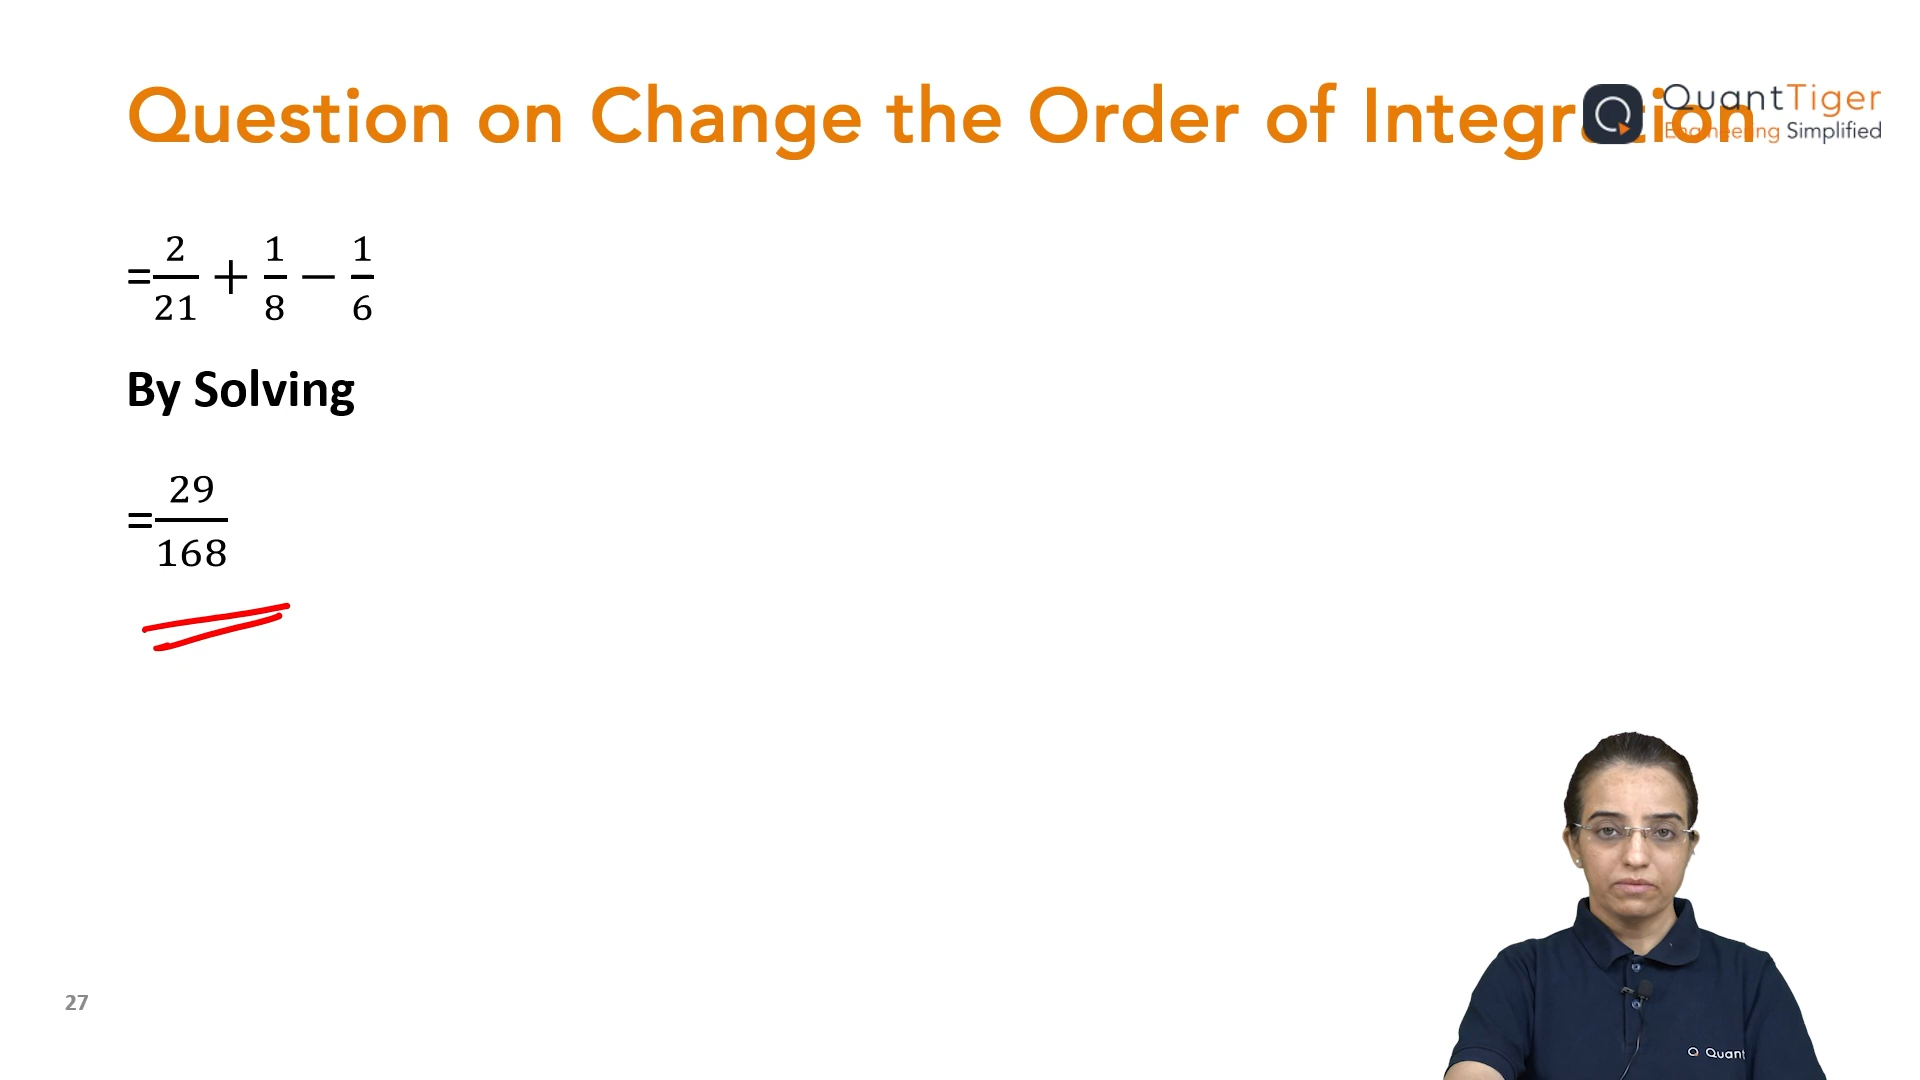 Question on Change the Order of Integration
QuantTiger
Engineering Simplified
=2/21 + 1/8 − 1/6
By Solving
=29/168
27
Quant